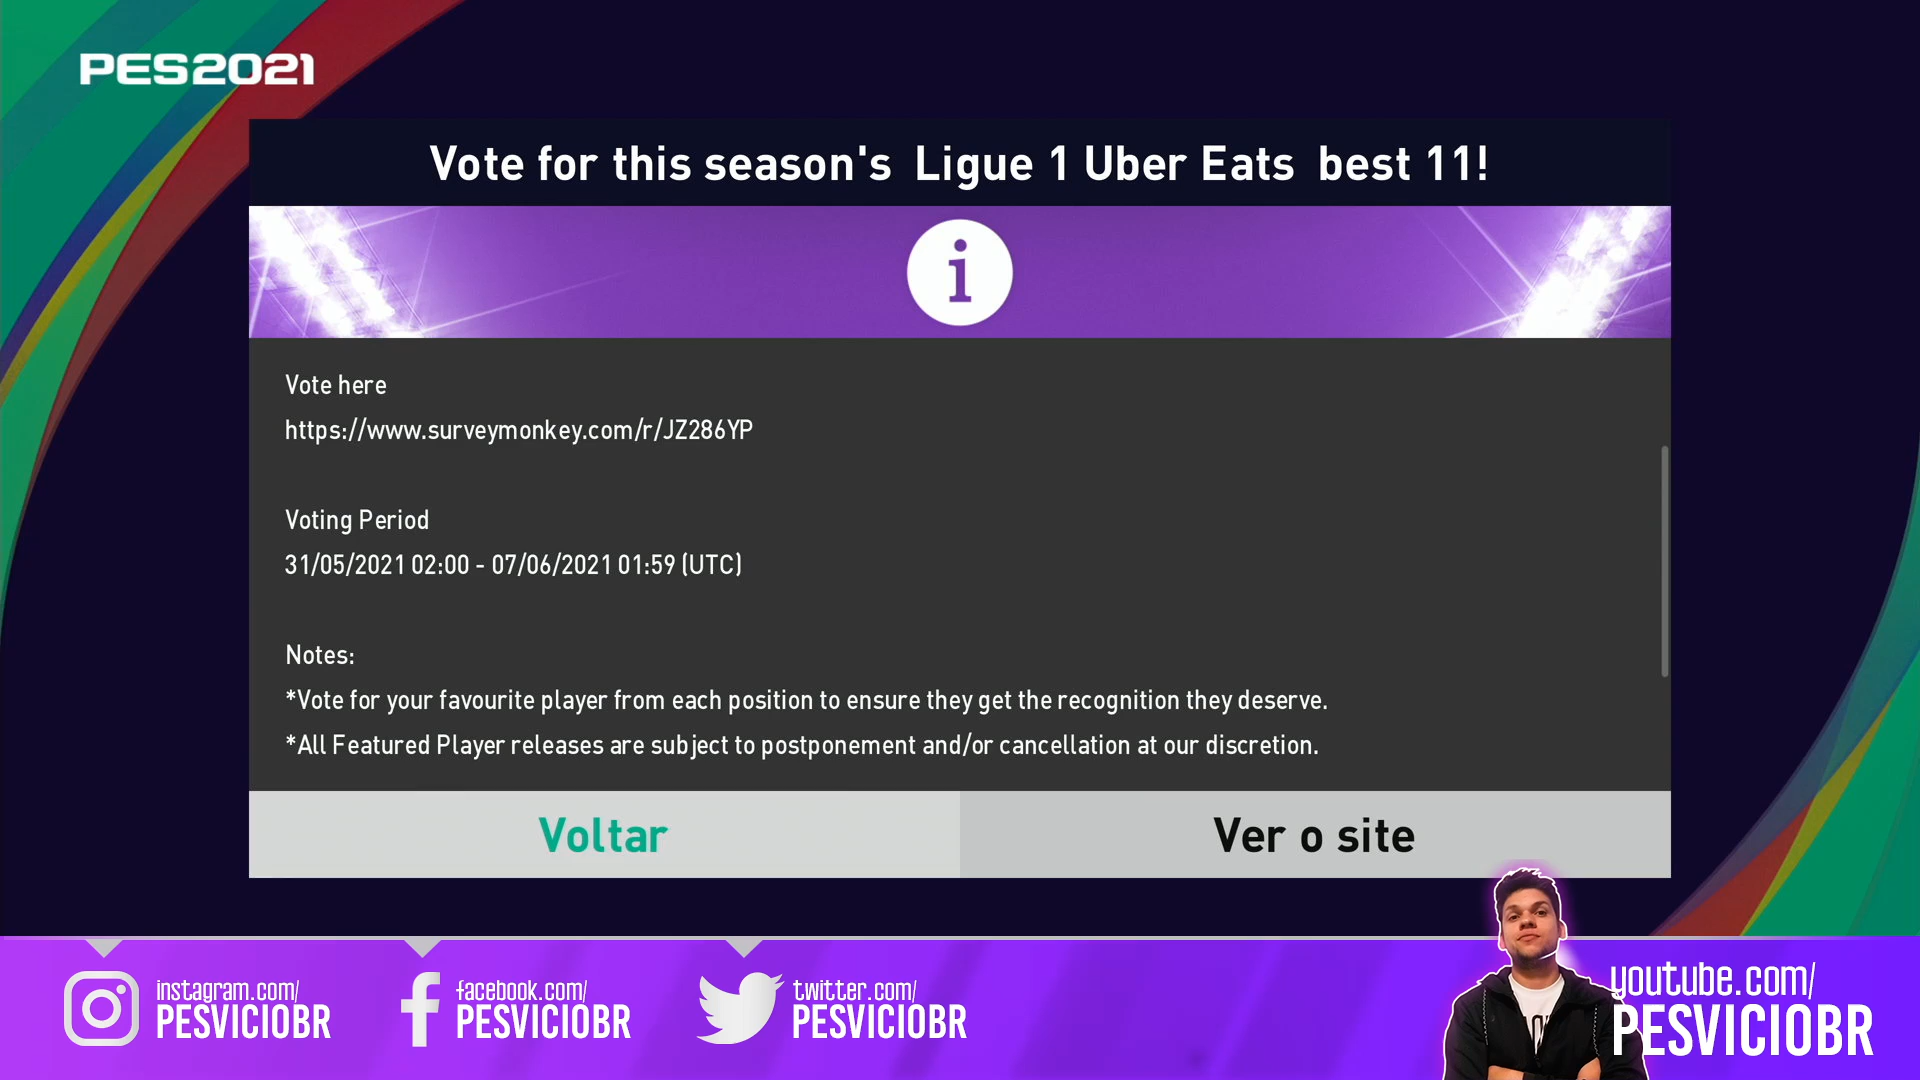 PES2021
Vote for this season's Ligue 1 Uber Eats best 11!
i
Vote here
https://www.surveymonkey.com/r/JZ286YP
Voting Period
31/05/2021 02:00 - 07/06/2021 01:59 (UTC)
Notes:
*Vote for your favourite player from each position to ensure they get the recognition they deserve.
*All Featured Player releases are subject to postponement and/or cancellation at our discretion.
Voltar
Ver o site
instagram.com/
PESVICIOBR
facebook.com/
PESVICIOBR
twitter.com/
PESVICIOBR
youtube.com/
PESVICIOBR